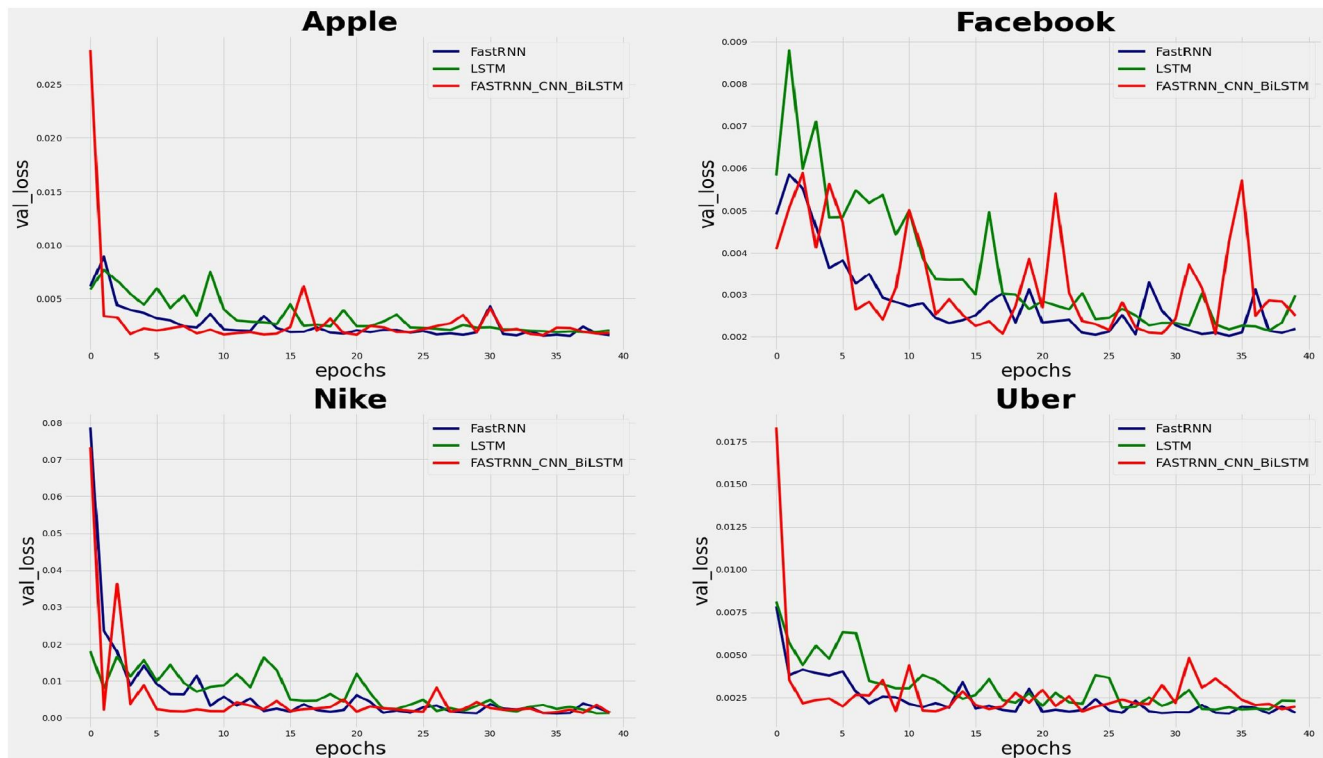 Apple
FastRNN
LSTM
FASTRNN_CNN_BiLSTM
val_loss
0.025
0.020
0.015
0.010
0.005
0 5 10 15 20 25 30 35 40
epochs
Facebook
FastRNN
LSTM
FASTRNN_CNN_BiLSTM
val_loss
0.009
0.008
0.007
0.006
0.005
0.004
0.003
0.002
0 5 10 15 20 25 30 35 40
epochs
Nike
FastRNN
LSTM
FASTRNN_CNN_BiLSTM
val_loss
0.08
0.07
0.06
0.05
0.04
0.03
0.02
0.01
0.00
0 5 10 15 20 25 30 35 40
epochs
Uber
FastRNN
LSTM
FASTRNN_CNN_BiLSTM
val_loss
0.0175
0.0150
0.0125
0.0100
0.0075
0.0050
0.0025
0 5 10 15 20 25 30 35 40
epochs